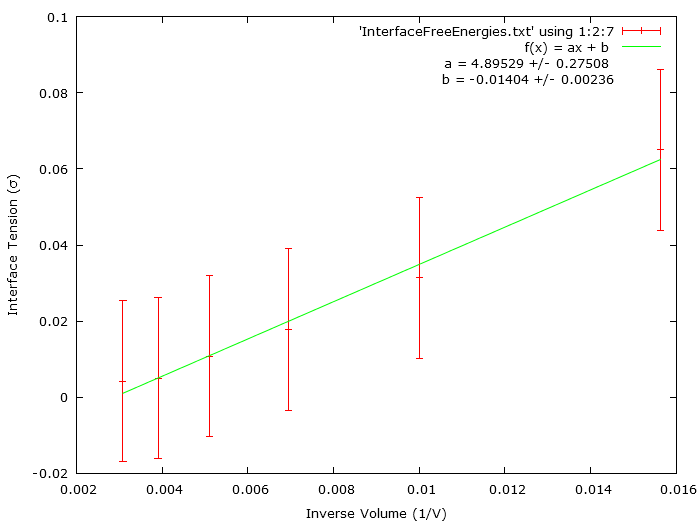 'InterfaceFreeEnergies.txt' using 1:2:7
f(x) = ax + b
a = 4.89529 +/- 0.27508
b = -0.01404 +/- 0.00236
0.1
0.08
0.06
0.04
0.02
0
-0.02
Interface Tension (σ)
0.002 0.004 0.006 0.008 0.01 0.012 0.014 0.016
Inverse Volume (1/V)